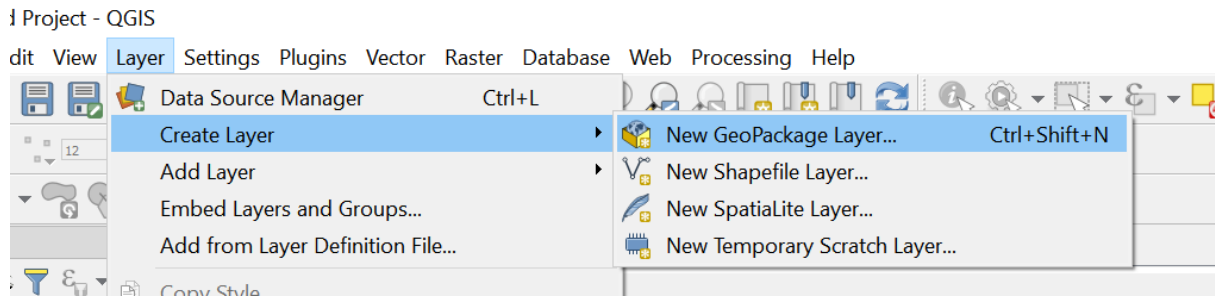 d Project - QGIS
dit View Layer Settings Plugins Vector Raster Database Web Processing Help
Data Source Manager Ctrl+L
Create Layer New GeoPackage Layer... Ctrl+Shift+N
12
Add Layer New Shapefile Layer...
Embed Layers and Groups... New SpatiaLite Layer...
Add from Layer Definition File... New Temporary Scratch Layer...
Copy Style